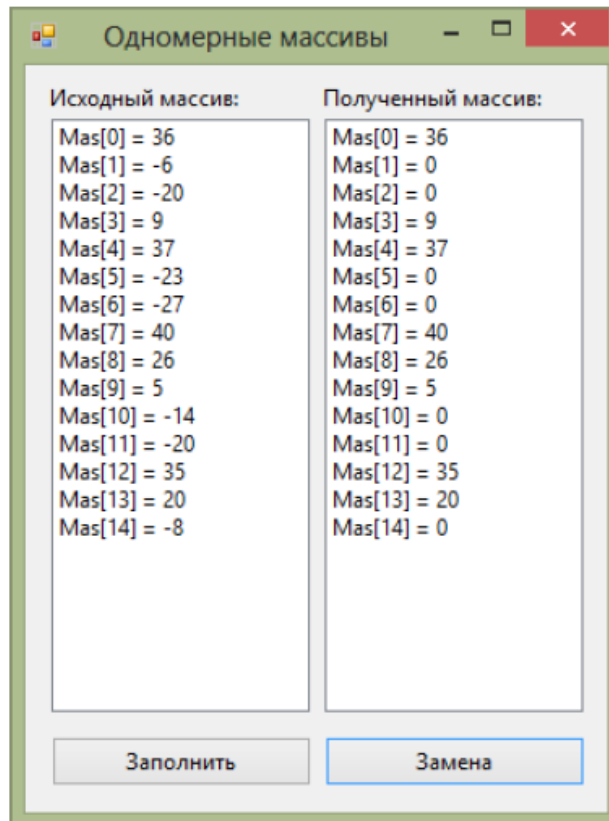 Одномерные массивы
Исходный массив:
Mas[0] = 36
Mas[1] = -6
Mas[2] = -20
Mas[3] = 9
Mas[4] = 37
Mas[5] = -23
Mas[6] = -27
Mas[7] = 40
Mas[8] = 26
Mas[9] = 5
Mas[10] = -14
Mas[11] = -20
Mas[12] = 35
Mas[13] = 20
Mas[14] = -8
Полученный массив:
Mas[0] = 36
Mas[1] = 0
Mas[2] = 0
Mas[3] = 9
Mas[4] = 37
Mas[5] = 0
Mas[6] = 0
Mas[7] = 40
Mas[8] = 26
Mas[9] = 5
Mas[10] = 0
Mas[11] = 0
Mas[12] = 35
Mas[13] = 20
Mas[14] = 0
Заполнить
Замена